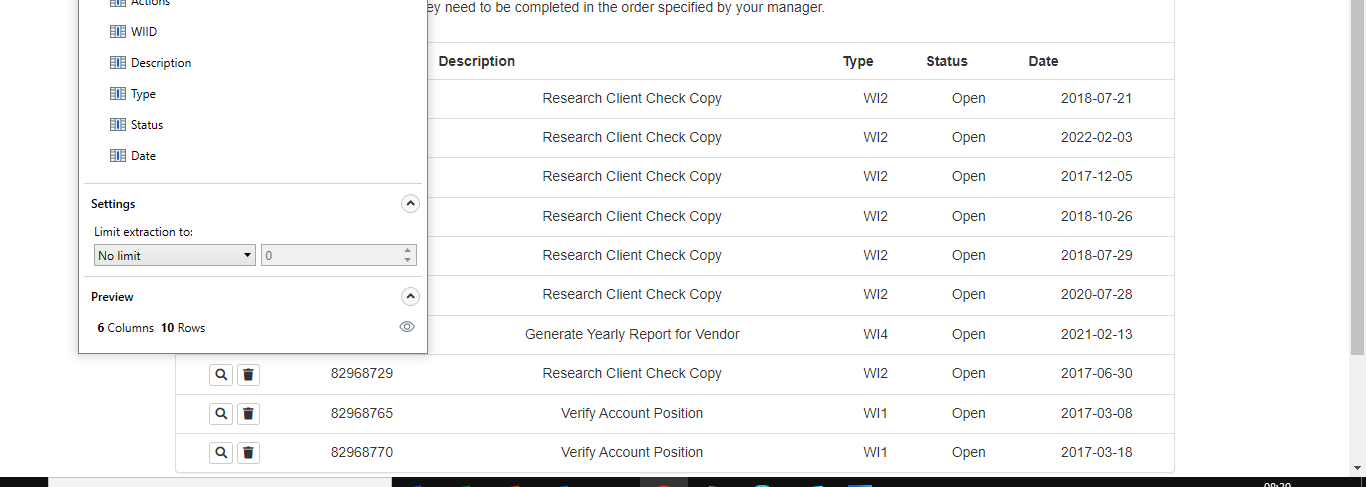 Actions
ey need to be completed in the order specified by your manager.
WIID
Description
Type
Status
Date
Settings
Limit extraction to:
No limit 0
Preview
6 Columns 10 Rows
Description Type Status Date
Research Client Check Copy WI2 Open 2018-07-21
Research Client Check Copy WI2 Open 2022-02-03
Research Client Check Copy WI2 Open 2017-12-05
Research Client Check Copy WI2 Open 2018-10-26
Research Client Check Copy WI2 Open 2018-07-29
Research Client Check Copy WI2 Open 2020-07-28
Generate Yearly Report for Vendor WI4 Open 2021-02-13
82968729 Research Client Check Copy WI2 Open 2017-06-30
82968765 Verify Account Position WI1 Open 2017-03-08
82968770 Verify Account Position WI1 Open 2017-03-18